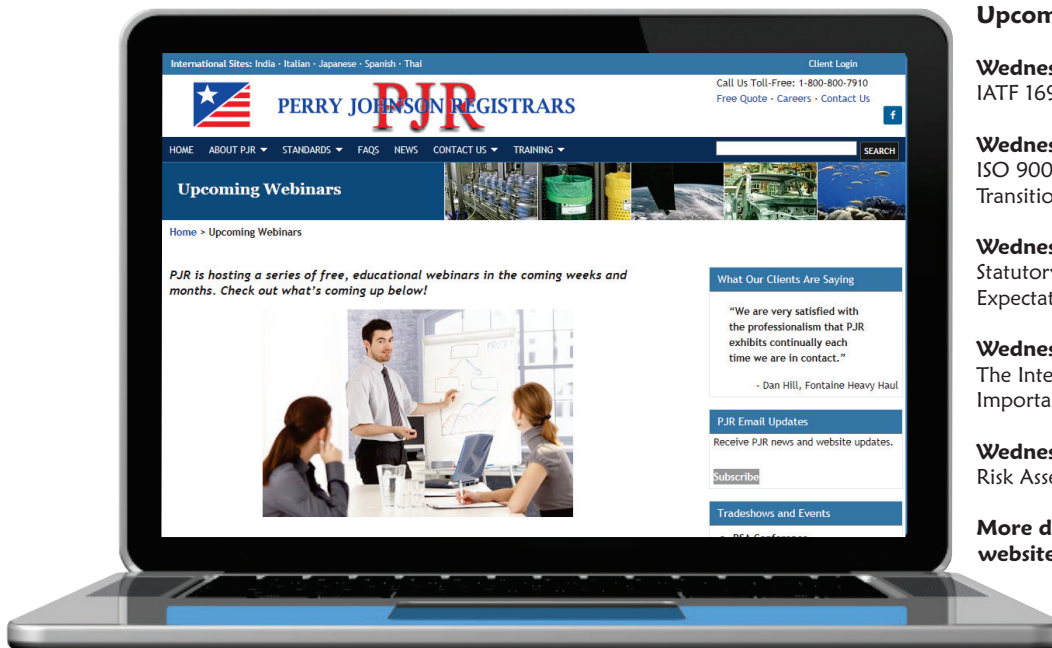 International Sites: India · Italian · Japanese · Spanish · Thai
Client Login
PJR
PERRY JOHNSON REGISTRARS
Call Us Toll-Free: 1-800-800-7910
Free Quote · Careers · Contact Us
f
HOME ABOUT PJR STANDARDS FAQS NEWS CONTACT US TRAINING
SEARCH
Upcoming Webinars
Home > Upcoming Webinars
PJR is hosting a series of free, educational webinars in the coming weeks and
months. Check out what's coming up below!
What Our Clients Are Saying
"We are very satisfied with
the professionalism that PJR
exhibits continually each
time we are in contact."
- Dan Hill, Fontaine Heavy Haul
PJR Email Updates
Receive PJR news and website updates.
Subscribe
Tradeshows and Events
Upcom
Wednes
IATF 169
Wednes
ISO 900
Transitio
Wednes
Statutory
Expectat
Wednes
The Inte
Importa
Wednes
Risk Asse
More d
website